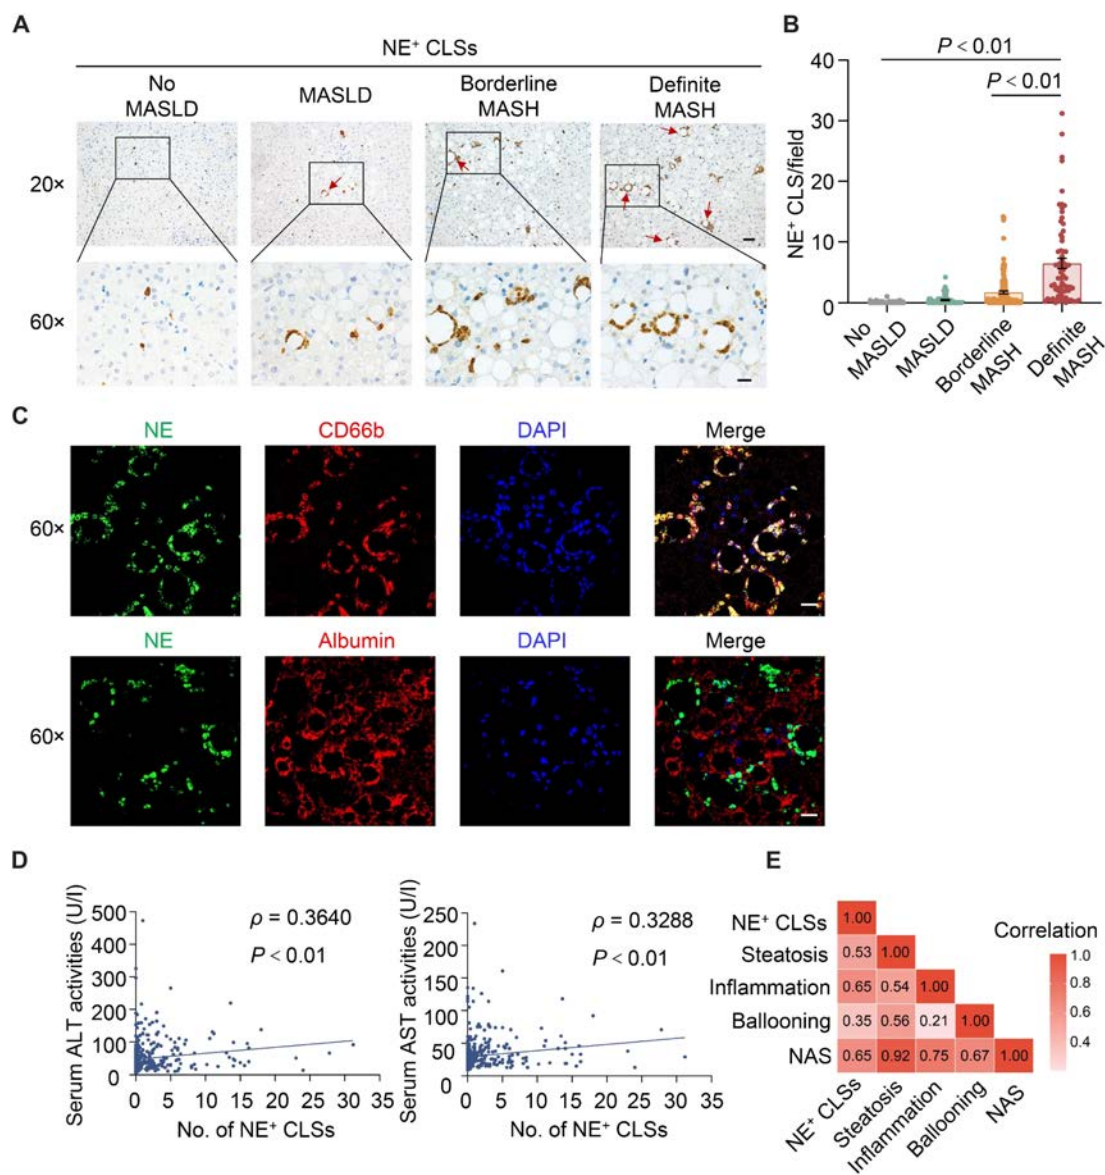 A
NE⁺ CLSs
No
MASLD
MASLD
Borderline
MASH
Definite
MASH
20×
60×
B
P < 0.01
P < 0.01
NE⁺ CLS/field
40
30
20
10
0
No
MASLD
MASLD
Borderline
MASH
Definite
MASH
C
NE
CD66b
DAPI
Merge
60×
NE
Albumin
DAPI
Merge
60×
D
Serum ALT activities (U/l)
500
400
300
200
100
0
ρ = 0.3640
P < 0.01
0 5 10 15 20 25 30 35
No. of NE⁺ CLSs
Serum AST activities (U/l)
250
200
150
100
50
0
ρ = 0.3288
P < 0.01
0 5 10 15 20 25 30 35
No. of NE⁺ CLSs
E
NE⁺ CLSs 1.00
Steatosis 0.53 1.00
Inflammation 0.65 0.54 1.00
Ballooning 0.35 0.56 0.21 1.00
NAS 0.65 0.92 0.75 0.67 1.00
NE⁺ CLSs
Steatosis
Inflammation
Ballooning
NAS
Correlation
1.0
0.8
0.6
0.4